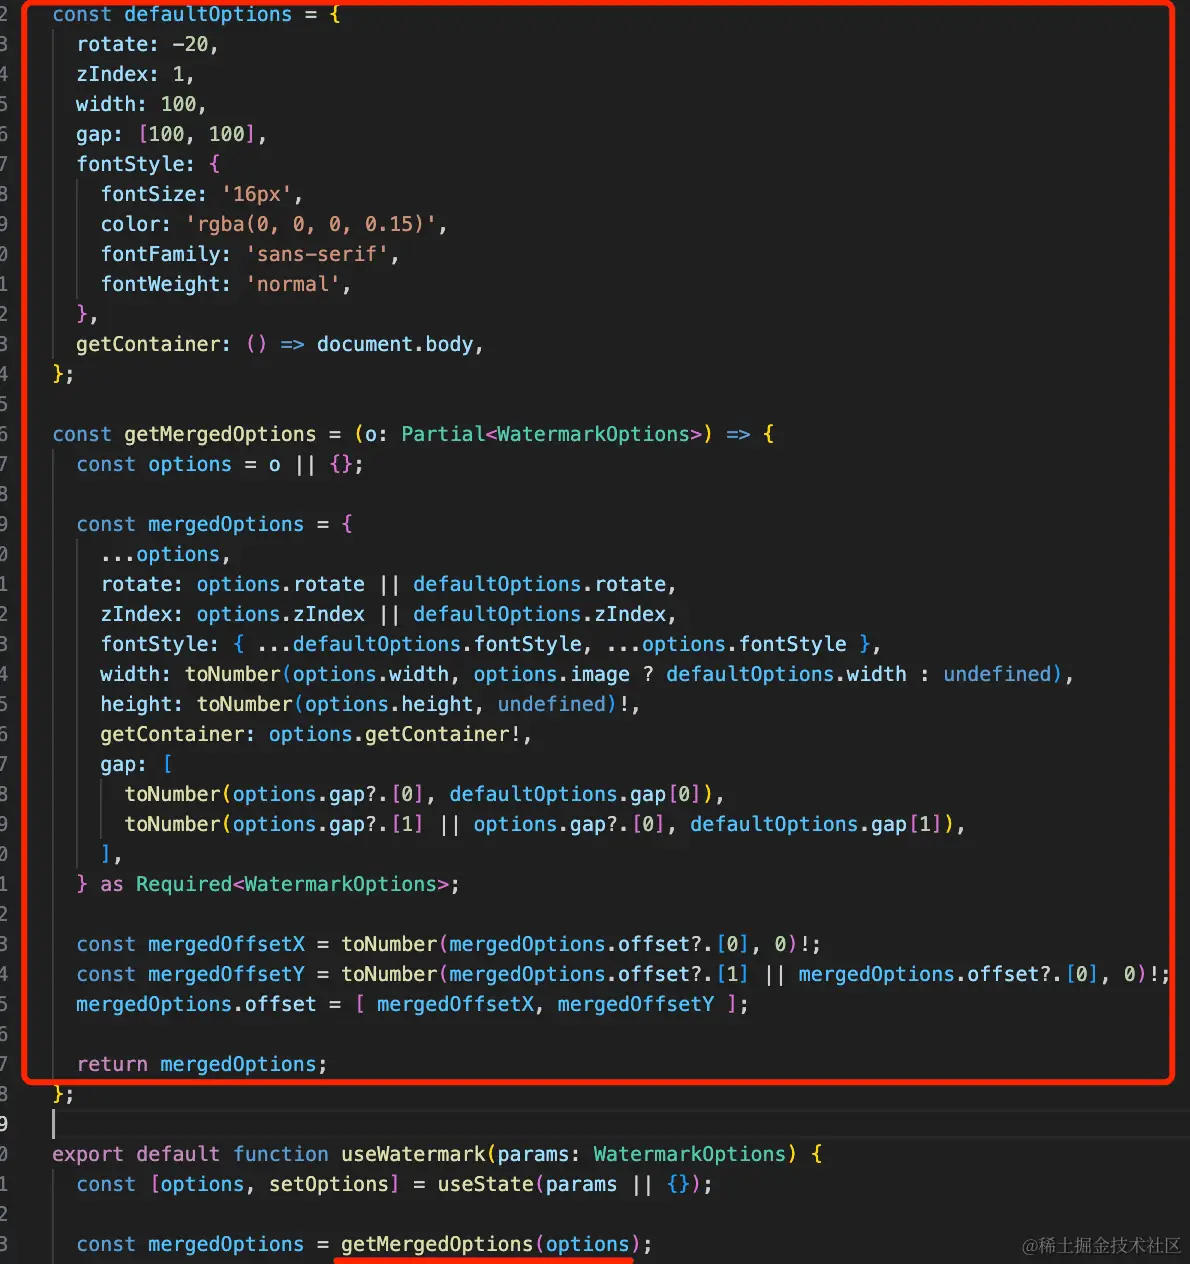 2 const defaultOptions = {
3 rotate: -20,
4 zIndex: 1,
5 width: 100,
6 gap: [100, 100],
7 fontStyle: {
8 fontSize: '16px',
9 color: 'rgba(0, 0, 0, 0.15)',
0 fontFamily: 'sans-serif',
1 fontWeight: 'normal',
2 },
3 getContainer: () => document.body,
4 };
5
6 const getMergedOptions = (o: Partial<WatermarkOptions>) => {
7 const options = o || {};
8
9 const mergedOptions = {
0 ...options,
1 rotate: options.rotate || defaultOptions.rotate,
2 zIndex: options.zIndex || defaultOptions.zIndex,
3 fontStyle: { ...defaultOptions.fontStyle, ...options.fontStyle },
4 width: toNumber(options.width, options.image ? defaultOptions.width : undefined),
5 height: toNumber(options.height, undefined)!,
6 getContainer: options.getContainer!,
7 gap: [
8 toNumber(options.gap?.[0], defaultOptions.gap[0]),
9 toNumber(options.gap?.[1] || options.gap?.[0], defaultOptions.gap[1]),
0 ],
1 } as Required<WatermarkOptions>;
2
3 const mergedOffsetX = toNumber(mergedOptions.offset?.[0], 0)!;
4 const mergedOffsetY = toNumber(mergedOptions.offset?.[1] || mergedOptions.offset?.[0], 0)!;
5 mergedOptions.offset = [ mergedOffsetX, mergedOffsetY ];
6
7 return mergedOptions;
8 };
9
0 export default function useWatermark(params: WatermarkOptions) {
1 const [options, setOptions] = useState(params || {});
2
3 const mergedOptions = getMergedOptions(options);
@稀土掘金技术社区